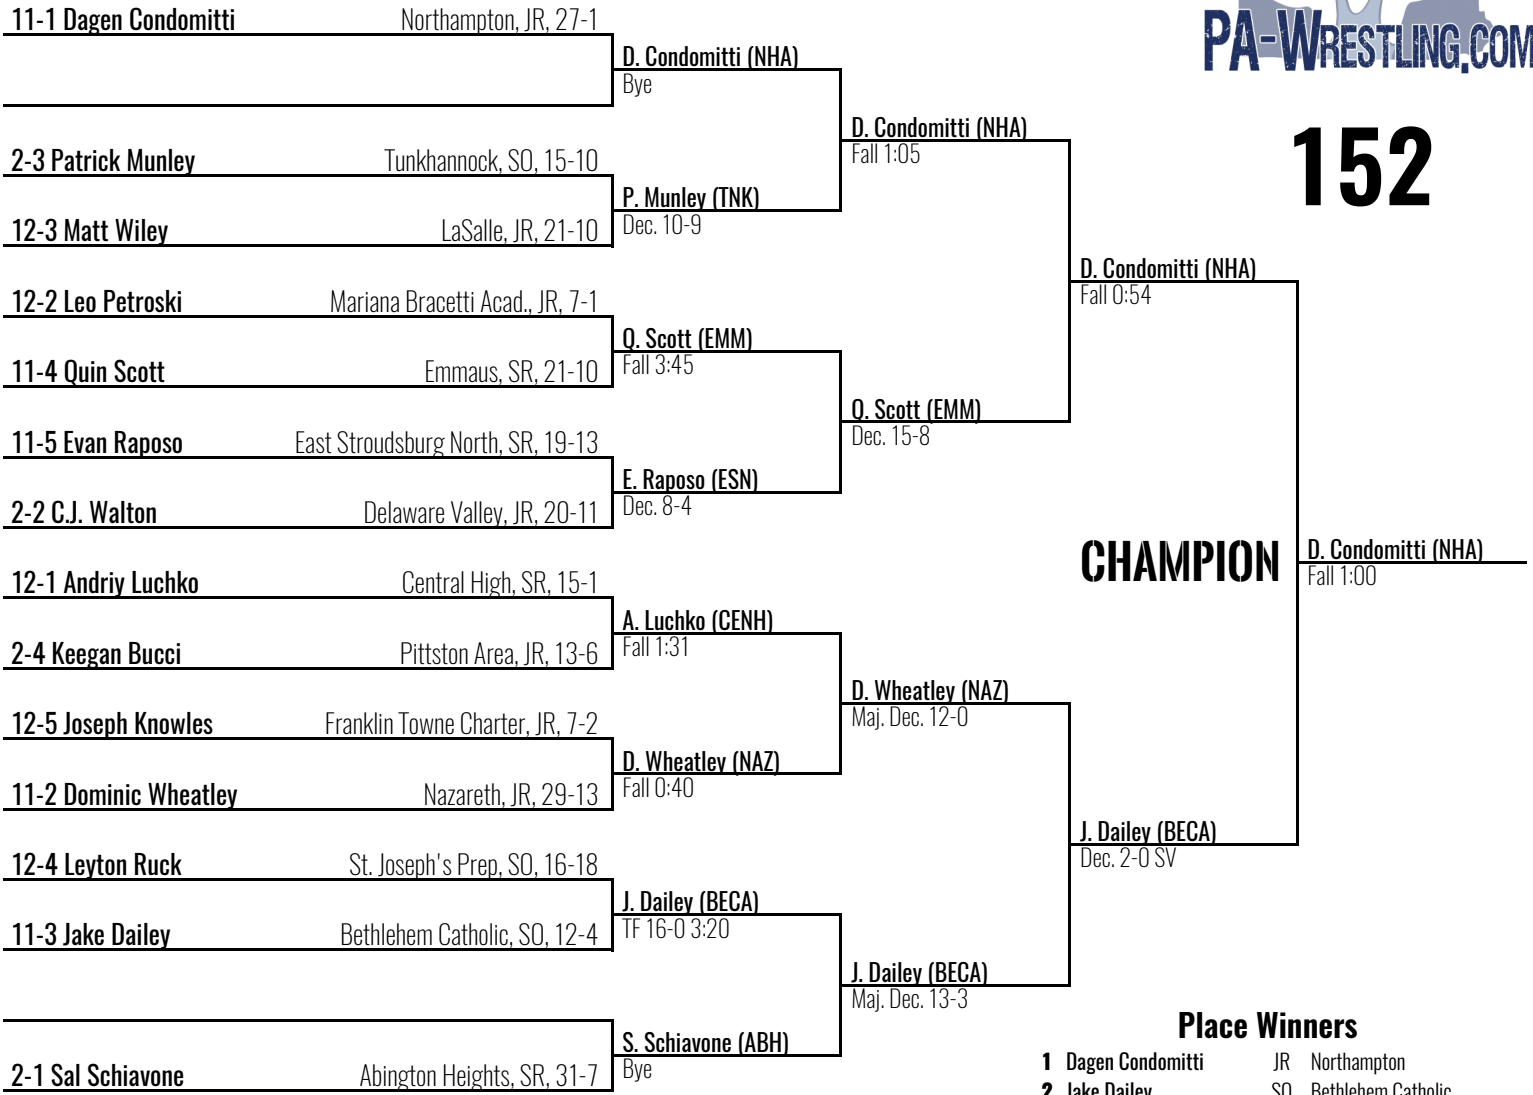 PA-WRESTLING.COM
152
11-1 Dagen Condomitti Northampton, JR, 27-1
D. Condomitti (NHA)
Bye
D. Condomitti (NHA)
Fall 1:05
2-3 Patrick Munley Tunkhannock, SO, 15-10
P. Munley (TNK)
Dec. 10-9
12-3 Matt Wiley LaSalle, JR, 21-10
D. Condomitti (NHA)
Fall 0:54
12-2 Leo Petroski Mariana Bracetti Acad., JR, 7-1
Q. Scott (EMM)
Fall 3:45
11-4 Quin Scott Emmaus, SR, 21-10
Q. Scott (EMM)
Dec. 15-8
11-5 Evan Raposo East Stroudsburg North, SR, 19-13
E. Raposo (ESN)
Dec. 8-4
2-2 C.J. Walton Delaware Valley, JR, 20-11
CHAMPION
D. Condomitti (NHA)
Fall 1:00
12-1 Andriy Luchko Central High, SR, 15-1
A. Luchko (CENH)
Fall 1:31
2-4 Keegan Bucci Pittston Area, JR, 13-6
D. Wheatley (NAZ)
Maj. Dec. 12-0
12-5 Joseph Knowles Franklin Towne Charter, JR, 7-2
D. Wheatley (NAZ)
Fall 0:40
11-2 Dominic Wheatley Nazareth, JR, 29-13
J. Dailey (BECA)
Dec. 2-0 SV
12-4 Leyton Ruck St. Joseph's Prep, SO, 16-18
J. Dailey (BECA)
TF 16-0 3:20
11-3 Jake Dailey Bethlehem Catholic, SO, 12-4
J. Dailey (BECA)
Maj. Dec. 13-3
S. Schiavone (ABH)
Bye
2-1 Sal Schiavone Abington Heights, SR, 31-7
Place Winners
1 Dagen Condomitti JR Northampton
2 Jake Dailey SO Bethlehem Catholic